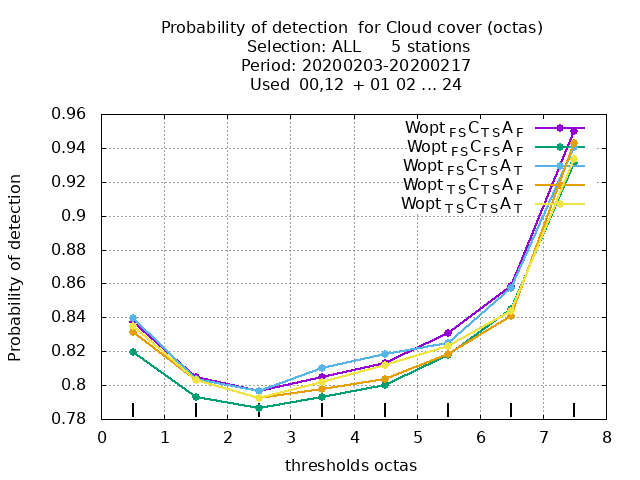 Probability of detection  for Cloud cover (octas)
Selection: ALL      5 stations
Period: 20200203-20200217
Used  00,12  + 01 02 ... 24
Probability of detection
0.96
0.94
0.92
0.9
0.88
0.86
0.84
0.82
0.8
0.78
Wopt FS C TS A F
Wopt FS C FS A F
Wopt FS C TS A T
Wopt TS C TS A F
Wopt TS C TS A T
0 1 2 3 4 5 6 7 8
thresholds octas